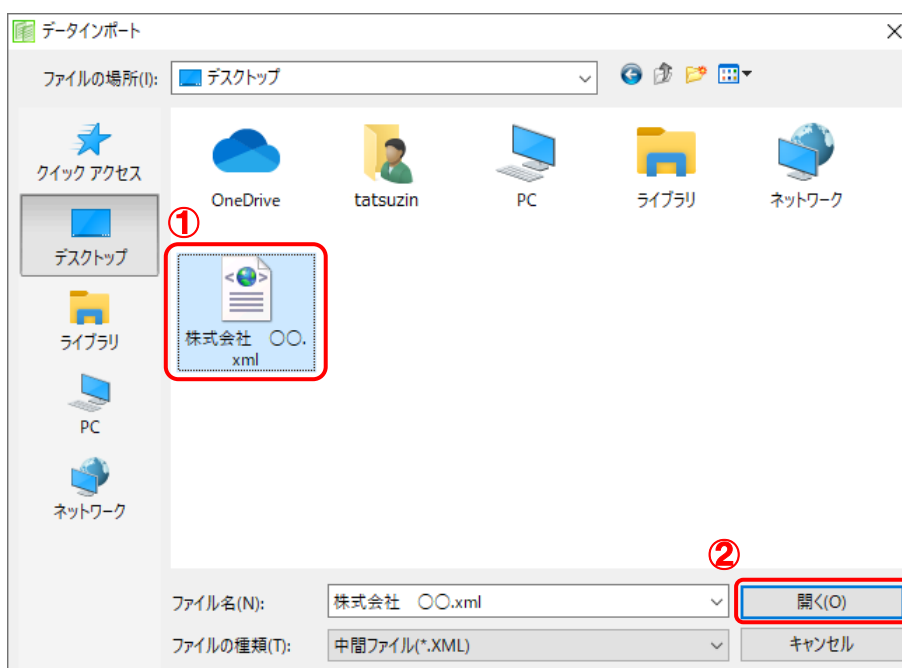 データインポート
ファイルの場所(I):
デスクトップ
クイック アクセス
デスクトップ
ライブラリ
PC
ネットワーク
OneDrive
tatsuzin
PC
ライブラリ
ネットワーク
①
株式会社　○○.
xml
②
ファイル名(N):
株式会社　○○.xml
開く(O)
ファイルの種類(T):
中間ファイル(*.XML)
キャンセル